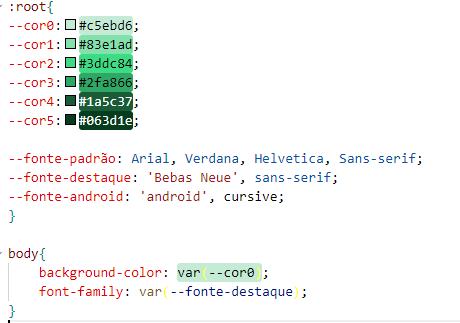 :root{
--cor0:#c5ebd6;
--cor1:#83e1ad;
--cor2:#3ddc84;
--cor3:#2fa866;
--cor4:#1a5c37;
--cor5:#063d1e;
--fonte-padrão: Arial, Verdana, Helvetica, Sans-serif;
--fonte-destaque: 'Bebas Neue', sans-serif;
--fonte-android: 'android', cursive;
}
body{
background-color: var(--cor0);
font-family: var(--fonte-destaque);
}